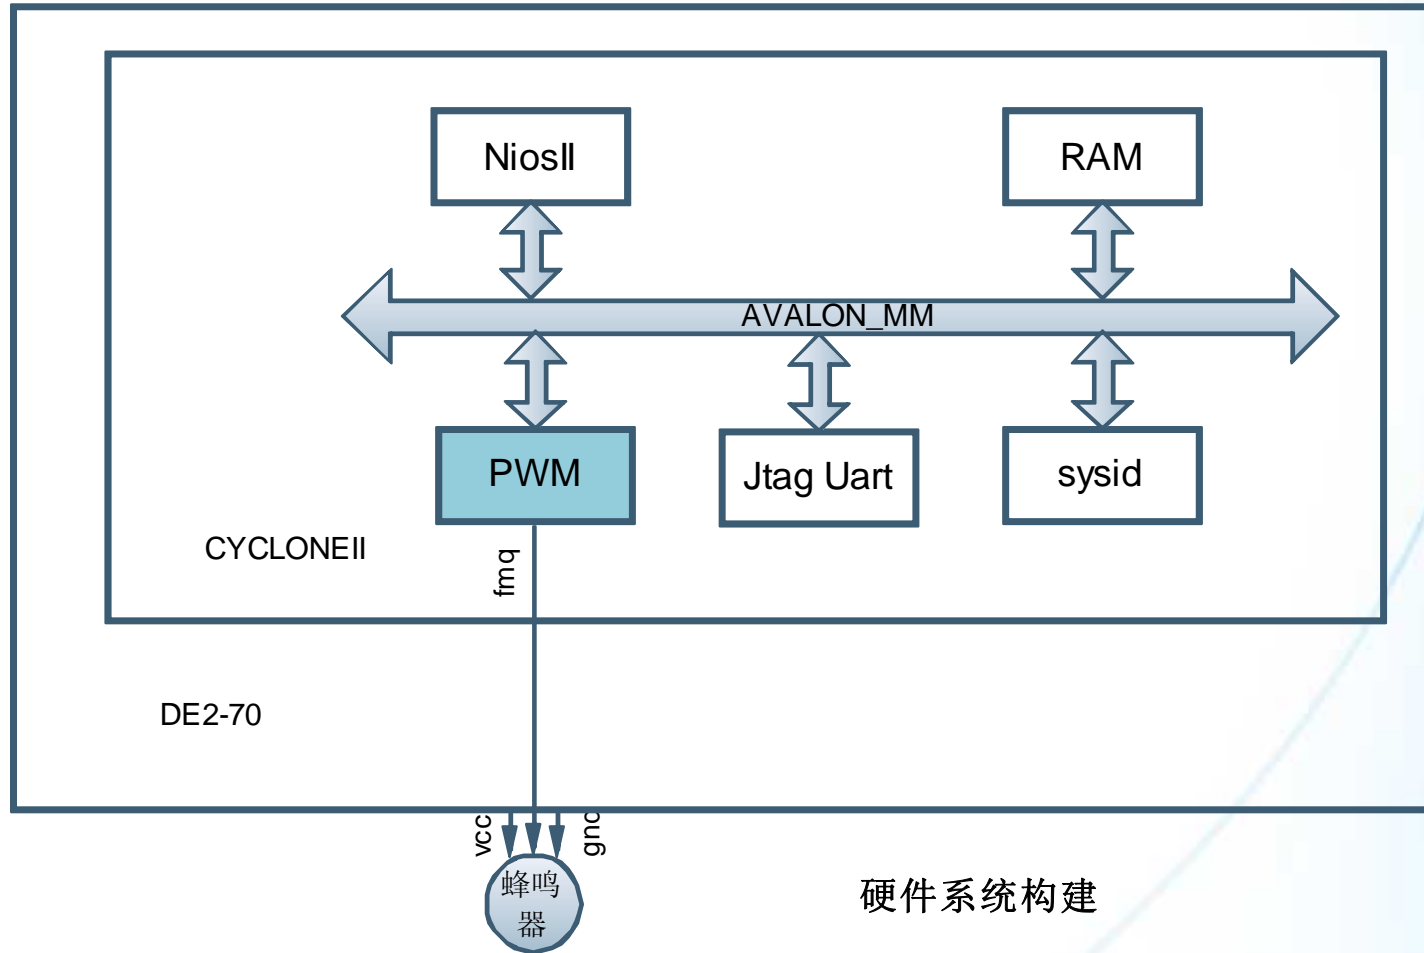 NiosII
RAM
AVALON_MM
PWM
Jtag Uart
sysid
CYCLONEII
fmq
DE2-70
vcc
gnd
蜂鸣
器
硬件系统构建